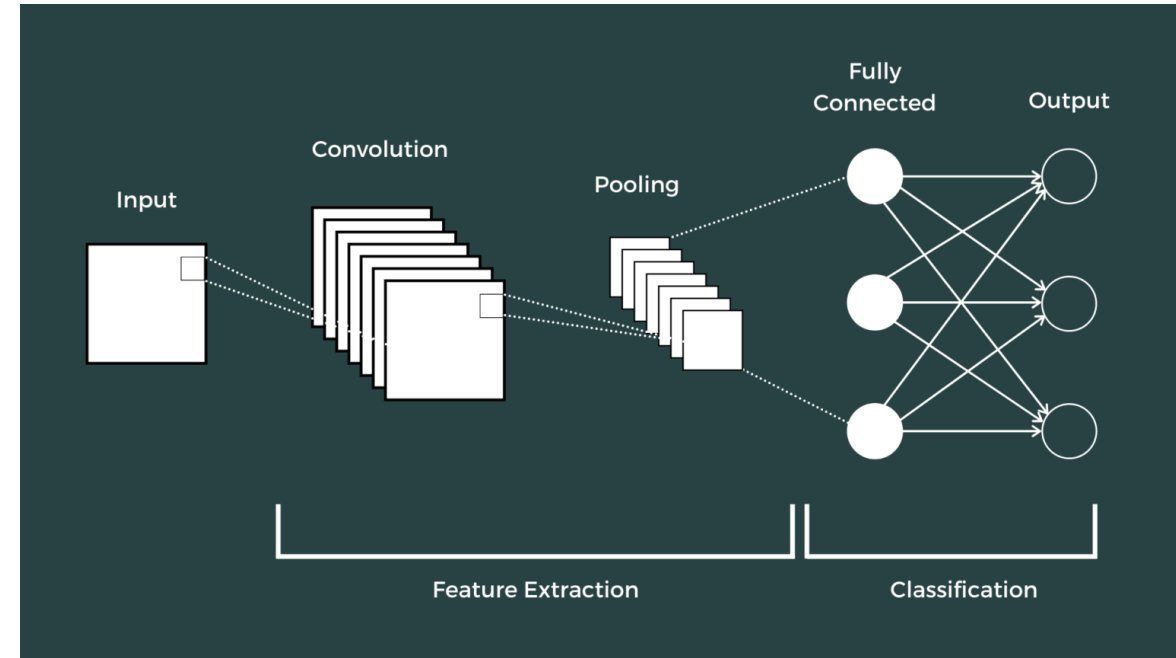 Fully
Connected
Output
Convolution
Pooling
Input
Feature Extraction
Classification